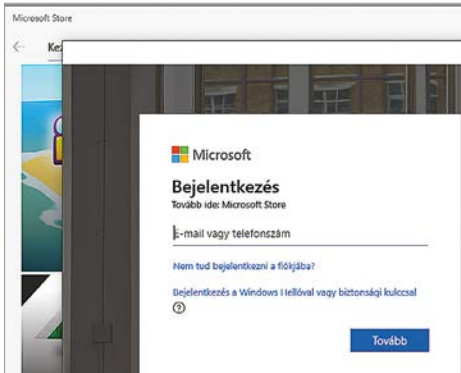 Microsoft Store
Kez
Microsoft
Bejelentkezés
Tovább ide: Microsoft Store
E-mail vagy telefonszám
Nem tud bejelentkezni a fiókjába?
Bejelentkezés a Windows Hellóval vagy biztonsági kulccsal
Tovább